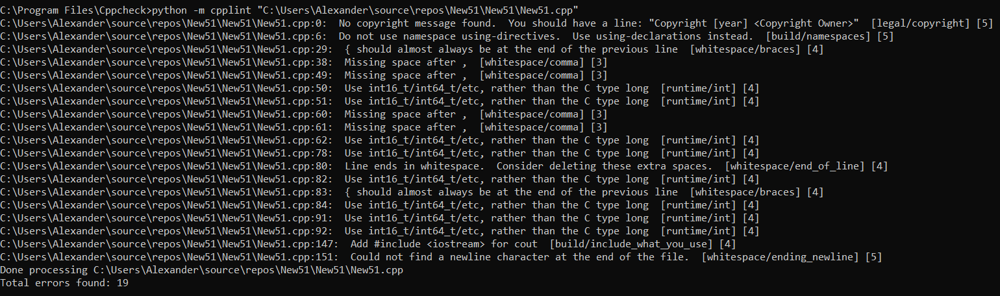 C:\Program Files\Cppcheck>python -m cpplint "C:\Users\Alexander\source\repos\New51\New51\New51.cpp"
C:\Users\Alexander\source\repos\New51\New51\New51.cpp:0:  No copyright message found.  You should have a line: "Copyright [year] <Copyright Owner>"  [legal/copyright] [5]
C:\Users\Alexander\source\repos\New51\New51\New51.cpp:6:  Do not use namespace using-directives.  Use using-declarations instead.  [build/namespaces] [5]
C:\Users\Alexander\source\repos\New51\New51\New51.cpp:29:  { should almost always be at the end of the previous line  [whitespace/braces] [4]
C:\Users\Alexander\source\repos\New51\New51\New51.cpp:38:  Missing space after ,  [whitespace/comma] [3]
C:\Users\Alexander\source\repos\New51\New51\New51.cpp:49:  Missing space after ,  [whitespace/comma] [3]
C:\Users\Alexander\source\repos\New51\New51\New51.cpp:50:  Use int16_t/int64_t/etc, rather than the C type long  [runtime/int] [4]
C:\Users\Alexander\source\repos\New51\New51\New51.cpp:51:  Use int16_t/int64_t/etc, rather than the C type long  [runtime/int] [4]
C:\Users\Alexander\source\repos\New51\New51\New51.cpp:60:  Missing space after ,  [whitespace/comma] [3]
C:\Users\Alexander\source\repos\New51\New51\New51.cpp:61:  Missing space after ,  [whitespace/comma] [3]
C:\Users\Alexander\source\repos\New51\New51\New51.cpp:62:  Use int16_t/int64_t/etc, rather than the C type long  [runtime/int] [4]
C:\Users\Alexander\source\repos\New51\New51\New51.cpp:78:  Use int16_t/int64_t/etc, rather than the C type long  [runtime/int] [4]
C:\Users\Alexander\source\repos\New51\New51\New51.cpp:80:  Line ends in whitespace.  Consider deleting these extra spaces.  [whitespace/end_of_line] [4]
C:\Users\Alexander\source\repos\New51\New51\New51.cpp:82:  Use int16_t/int64_t/etc, rather than the C type long  [runtime/int] [4]
C:\Users\Alexander\source\repos\New51\New51\New51.cpp:83:  { should almost always be at the end of the previous line  [whitespace/braces] [4]
C:\Users\Alexander\source\repos\New51\New51\New51.cpp:84:  Use int16_t/int64_t/etc, rather than the C type long  [runtime/int] [4]
C:\Users\Alexander\source\repos\New51\New51\New51.cpp:91:  Use int16_t/int64_t/etc, rather than the C type long  [runtime/int] [4]
C:\Users\Alexander\source\repos\New51\New51\New51.cpp:92:  Use int16_t/int64_t/etc, rather than the C type long  [runtime/int] [4]
C:\Users\Alexander\source\repos\New51\New51\New51.cpp:147:  Add #include <iostream> for cout  [build/include_what_you_use] [4]
C:\Users\Alexander\source\repos\New51\New51\New51.cpp:151:  Could not find a newline character at the end of the file.  [whitespace/ending_newline] [5]
Done processing C:\Users\Alexander\source\repos\New51\New51\New51.cpp
Total errors found: 19